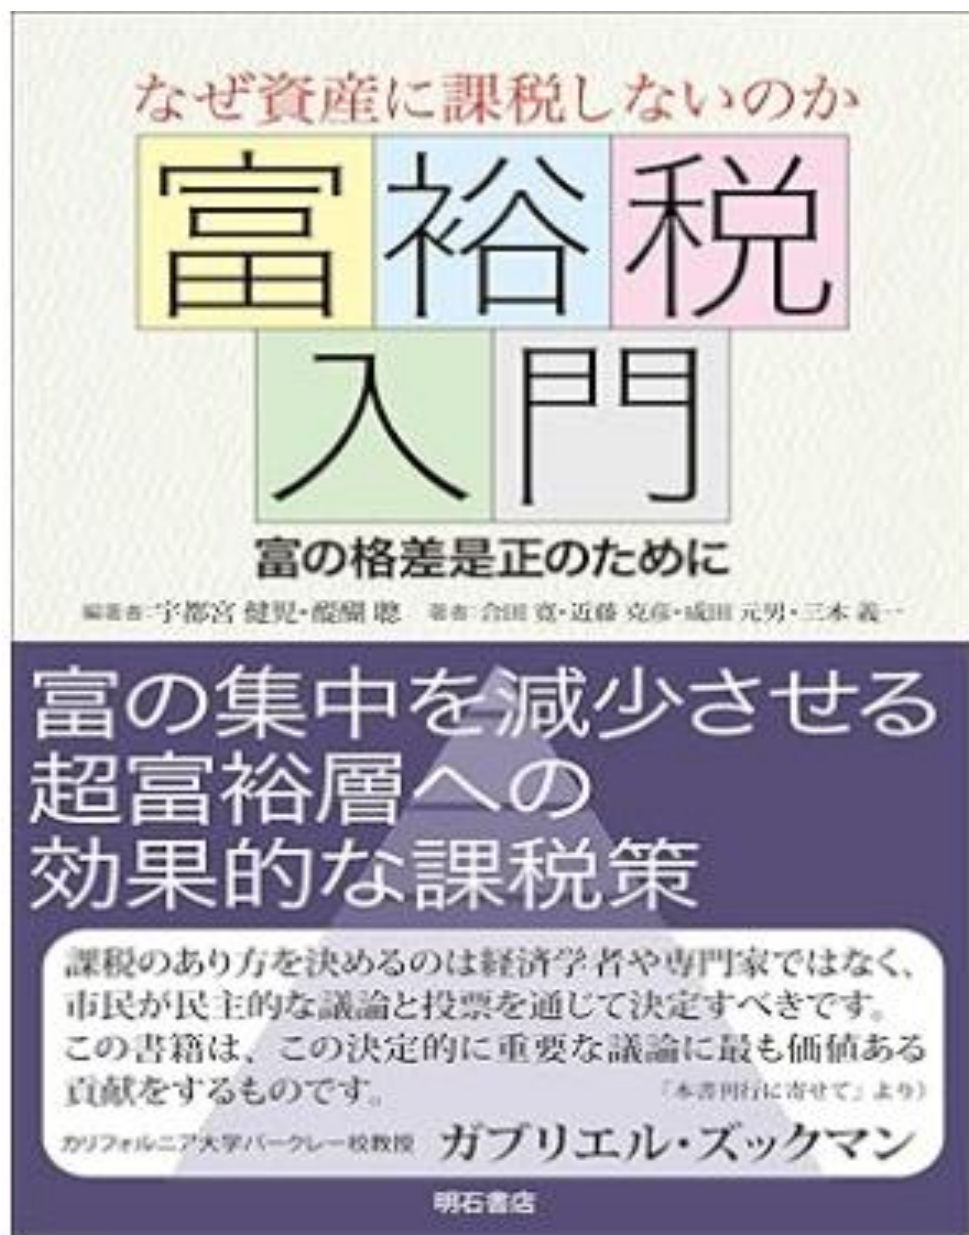 なぜ資産に課税しないのか
富裕税
入門
富の格差是正のために
編著者:宇都宮 健児・醍醐 聰 著者:合田 寛・近藤 克彦・成田 元男・三木 義一
富の集中を減少させる
超富裕層への
効果的な課税策
課税のあり方を決めるのは経済学者や専門家ではなく、
市民が民主的な議論と投票を通じて決定すべきです。
この書籍は、この決定的に重要な議論に最も価値ある
貢献をするものです。 「本書刊行に寄せて」より)
カリフォルニア大学バークレー校教授 ガブリエル・ズックマン
明石書店